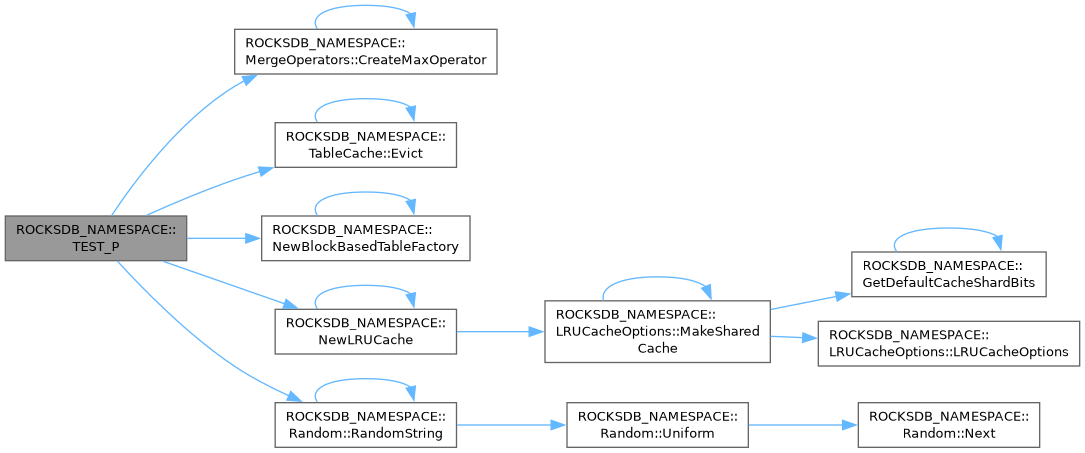 ROCKSDB_NAMESPACE::
TEST_P
ROCKSDB_NAMESPACE::
MergeOperators::CreateMaxOperator
ROCKSDB_NAMESPACE::
TableCache::Evict
ROCKSDB_NAMESPACE::
NewBlockBasedTableFactory
ROCKSDB_NAMESPACE::
NewLRUCache
ROCKSDB_NAMESPACE::
LRUCacheOptions::MakeShared
Cache
ROCKSDB_NAMESPACE::
GetDefaultCacheShardBits
ROCKSDB_NAMESPACE::
LRUCacheOptions::LRUCacheOptions
ROCKSDB_NAMESPACE::
Random::RandomString
ROCKSDB_NAMESPACE::
Random::Uniform
ROCKSDB_NAMESPACE::
Random::Next